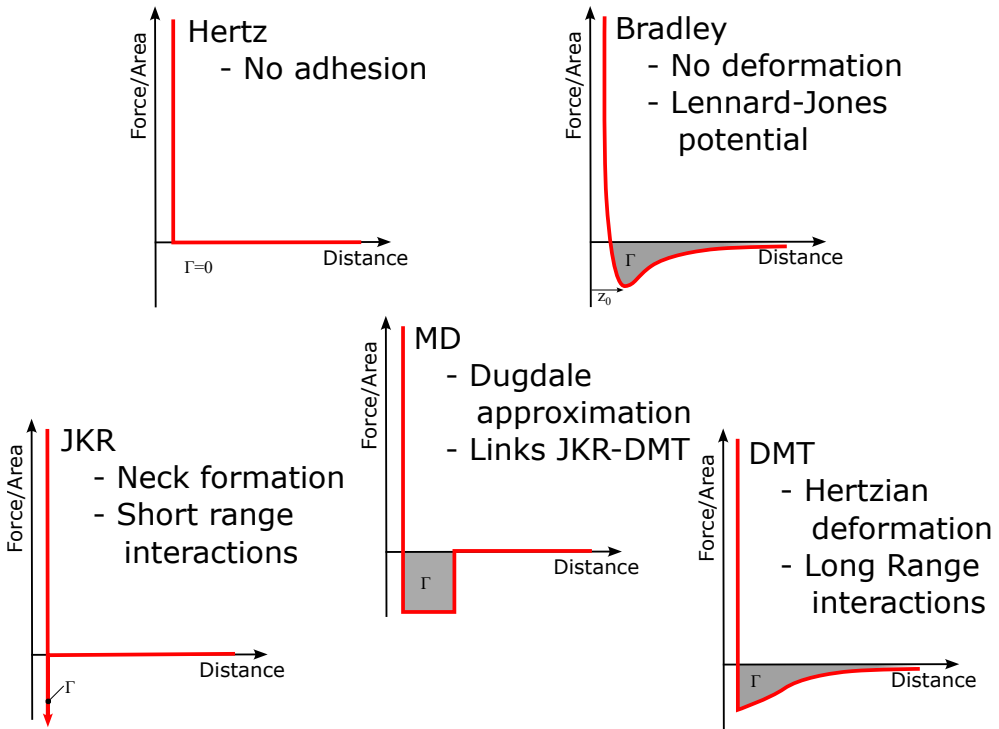 Hertz
- No adhesion
Force/Area
Distance
Γ=0
Bradley
- No deformation
- Lennard-Jones
potential
Force/Area
Distance
Γ
z0
MD
- Dugdale
approximation
- Links JKR-DMT
Force/Area
Distance
Γ
JKR
- Neck formation
- Short range
interactions
Force/Area
Distance
Γ
DMT
- Hertzian
deformation
- Long Range
interactions
Force/Area
Distance
Γ